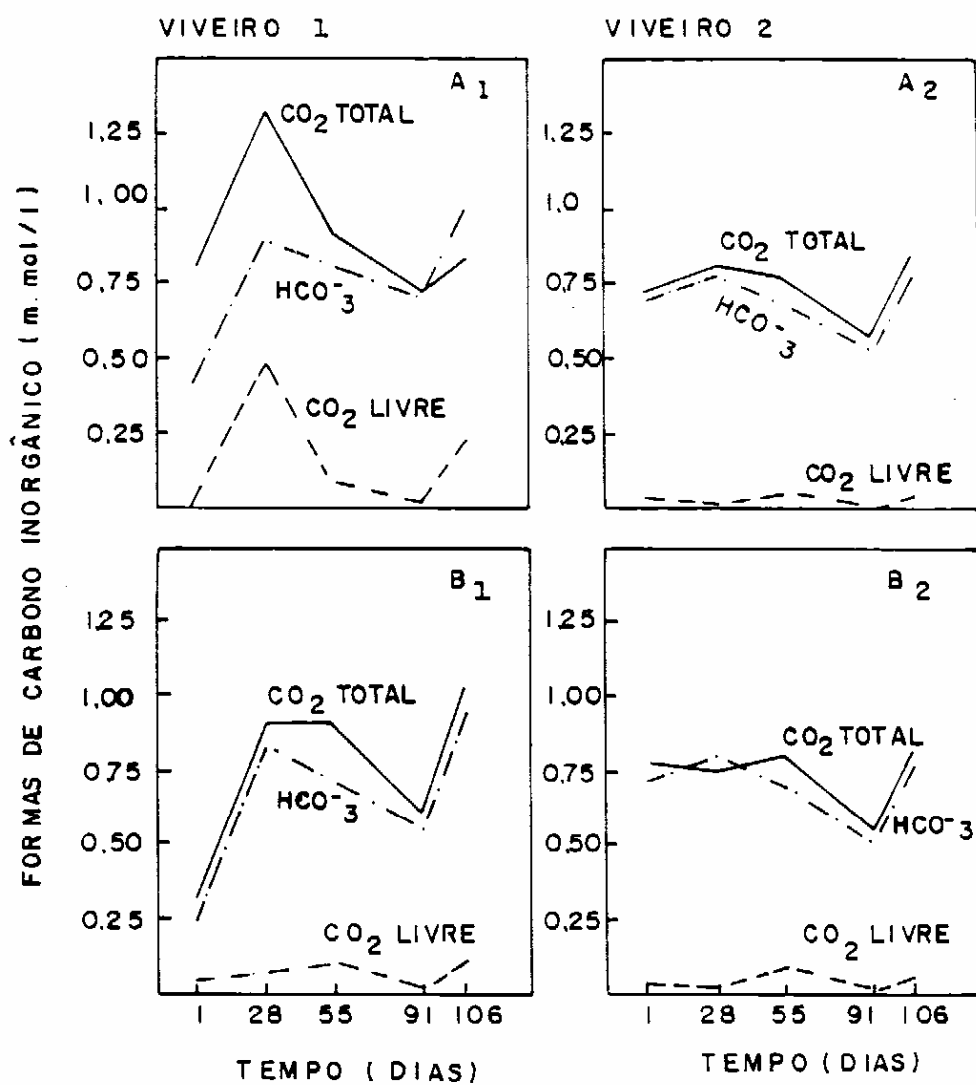 VIVEIRO 1
VIVEIRO 2
FORMAS DE CARBONO INORGÂNICO (m.mol/l)
A1
1,25
1,00
0,75
0,50
0,25
CO2 TOTAL
HCO-3
CO2 LIVRE
A2
1,25
1,0
0,75
0,50
0,25
CO2 TOTAL
HCO-3
CO2 LIVRE
B1
1,25
1,00
0,75
0,50
0,25
CO2 TOTAL
HCO-3
CO2 LIVRE
1 28 55 91 106
TEMPO (DIAS)
B2
1,25
1,00
0,75
0,50
0,25
CO2 TOTAL
HCO-3
CO2 LIVRE
1 28 55 91 106
TEMPO (DIAS)